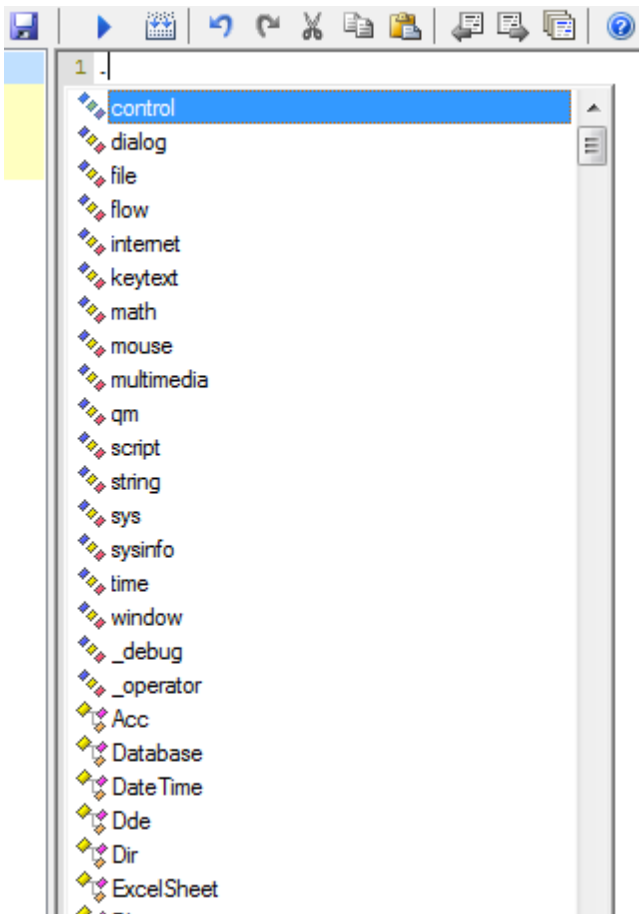 1 .
control
dialog
file
flow
internet
keytext
math
mouse
multimedia
qm
script
string
sys
sysinfo
time
window
_debug
_operator
Acc
Database
DateTime
Dde
Dir
ExcelSheet